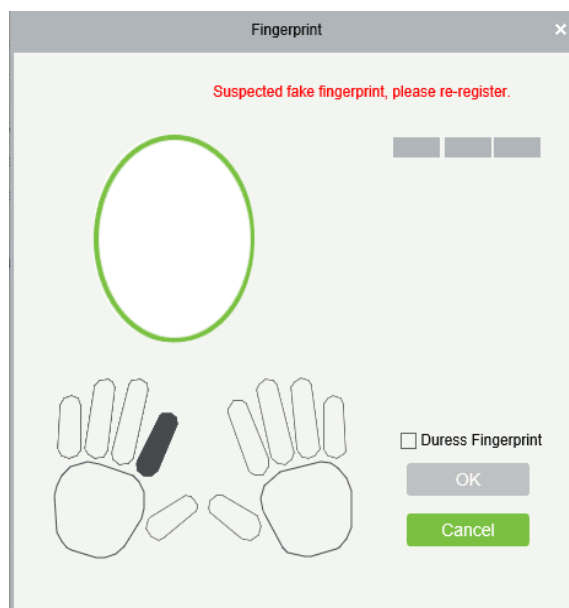 Fingerprint
Suspected fake fingerprint, please re-register.
Duress Fingerprint
OK
Cancel